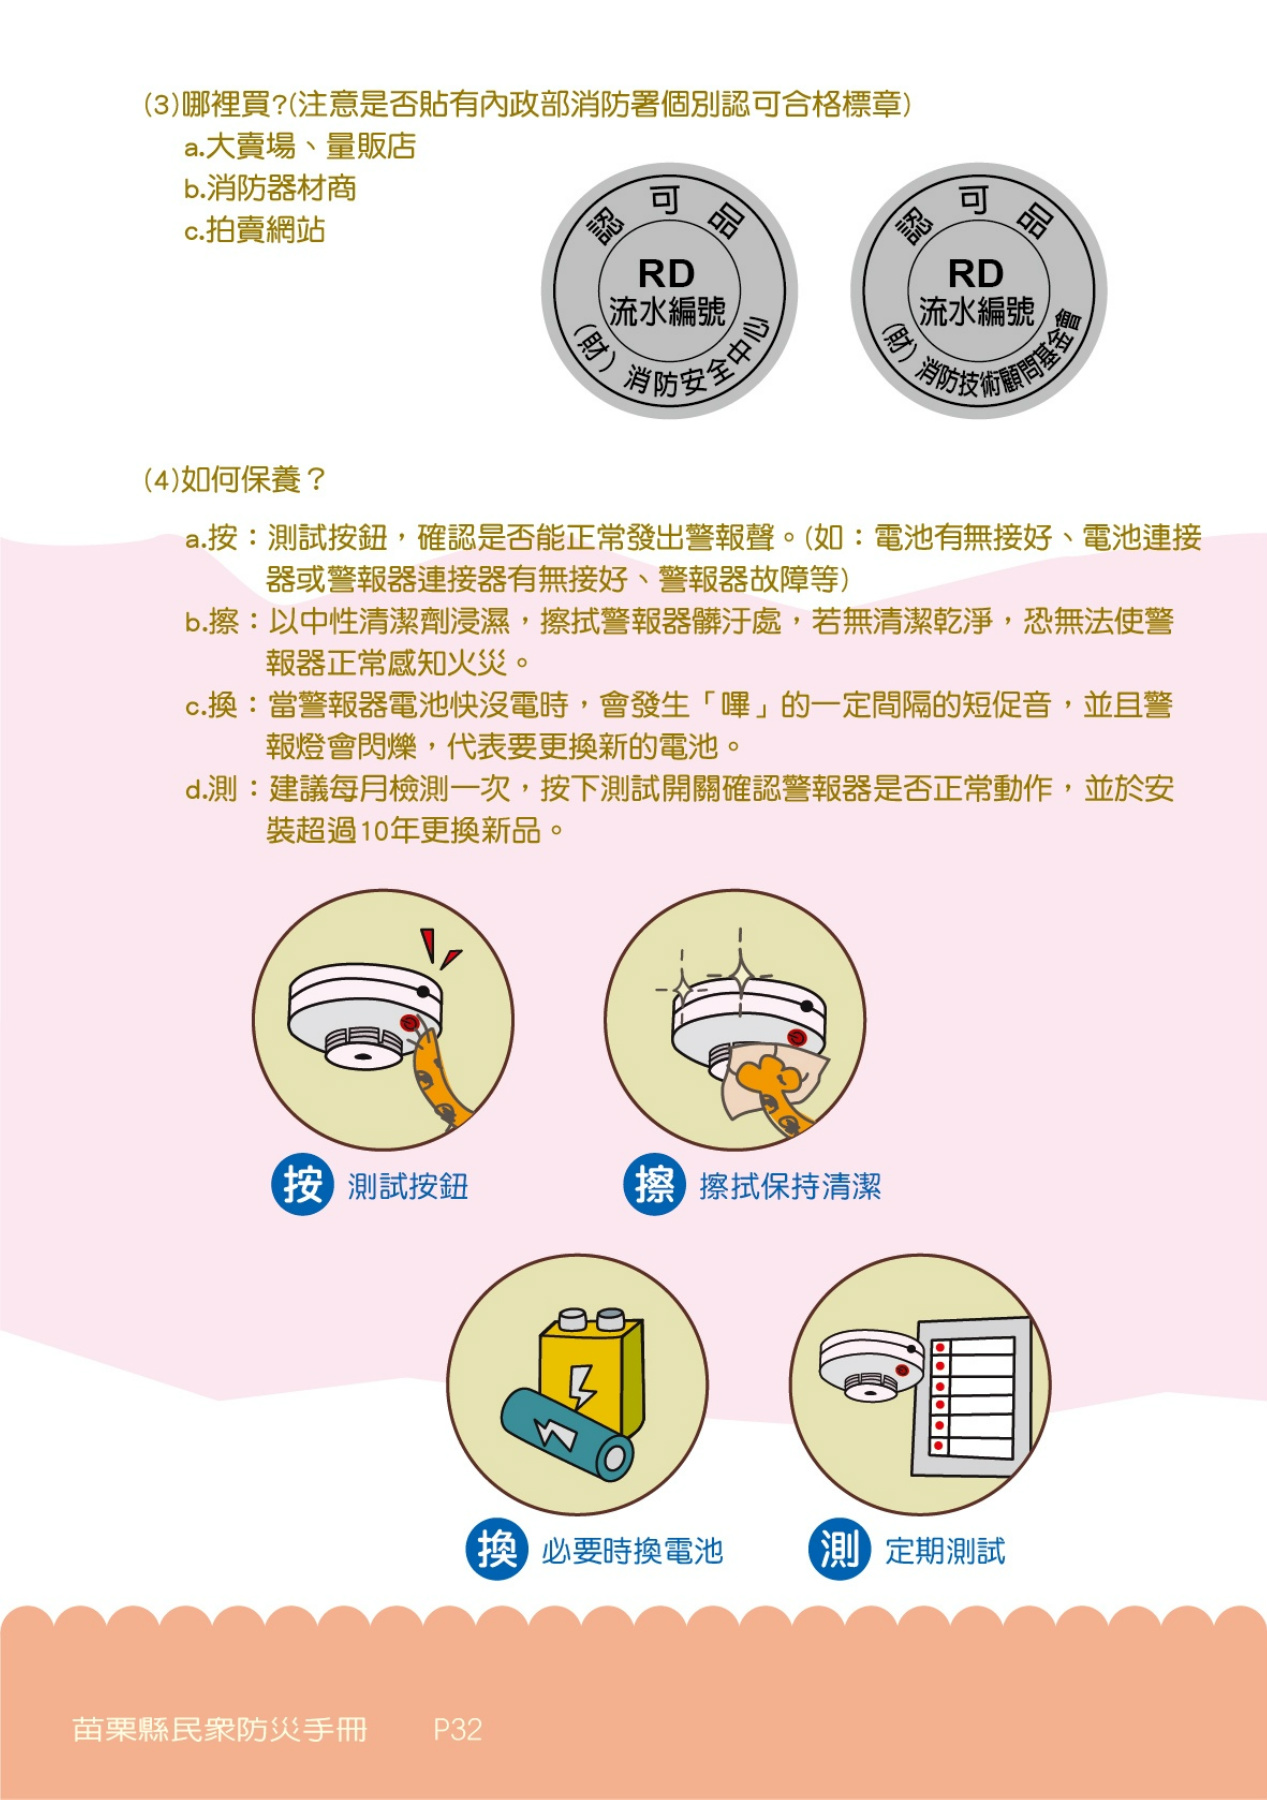 (3)哪裡買?(注意是否貼有內政部消防署個別認可合格標章)
a.大賣場、量販店
b.消防器材商
c.拍賣網站
認可品
RD
流水編號
(財)消防安全中心
認可品
RD
流水編號
(財)消防技術顧問基金會
(4)如何保養？
a.按：測試按鈕，確認是否能正常發出警報聲。(如：電池有無接好、電池連接
器或警報器連接器有無接好、警報器故障等)
b.擦：以中性清潔劑浸濕，擦拭警報器髒汙處，若無清潔乾淨，恐無法使警
報器正常感知火災。
c.換：當警報器電池快沒電時，會發生「嗶」的一定間隔的短促音，並且警
報燈會閃爍，代表要更換新的電池。
d.測：建議每月檢測一次，按下測試開關確認警報器是否正常動作，並於安
裝超過10年更換新品。
按 測試按鈕
擦 擦拭保持清潔
換 必要時換電池
測 定期測試
苗栗縣民眾防災手冊 P32